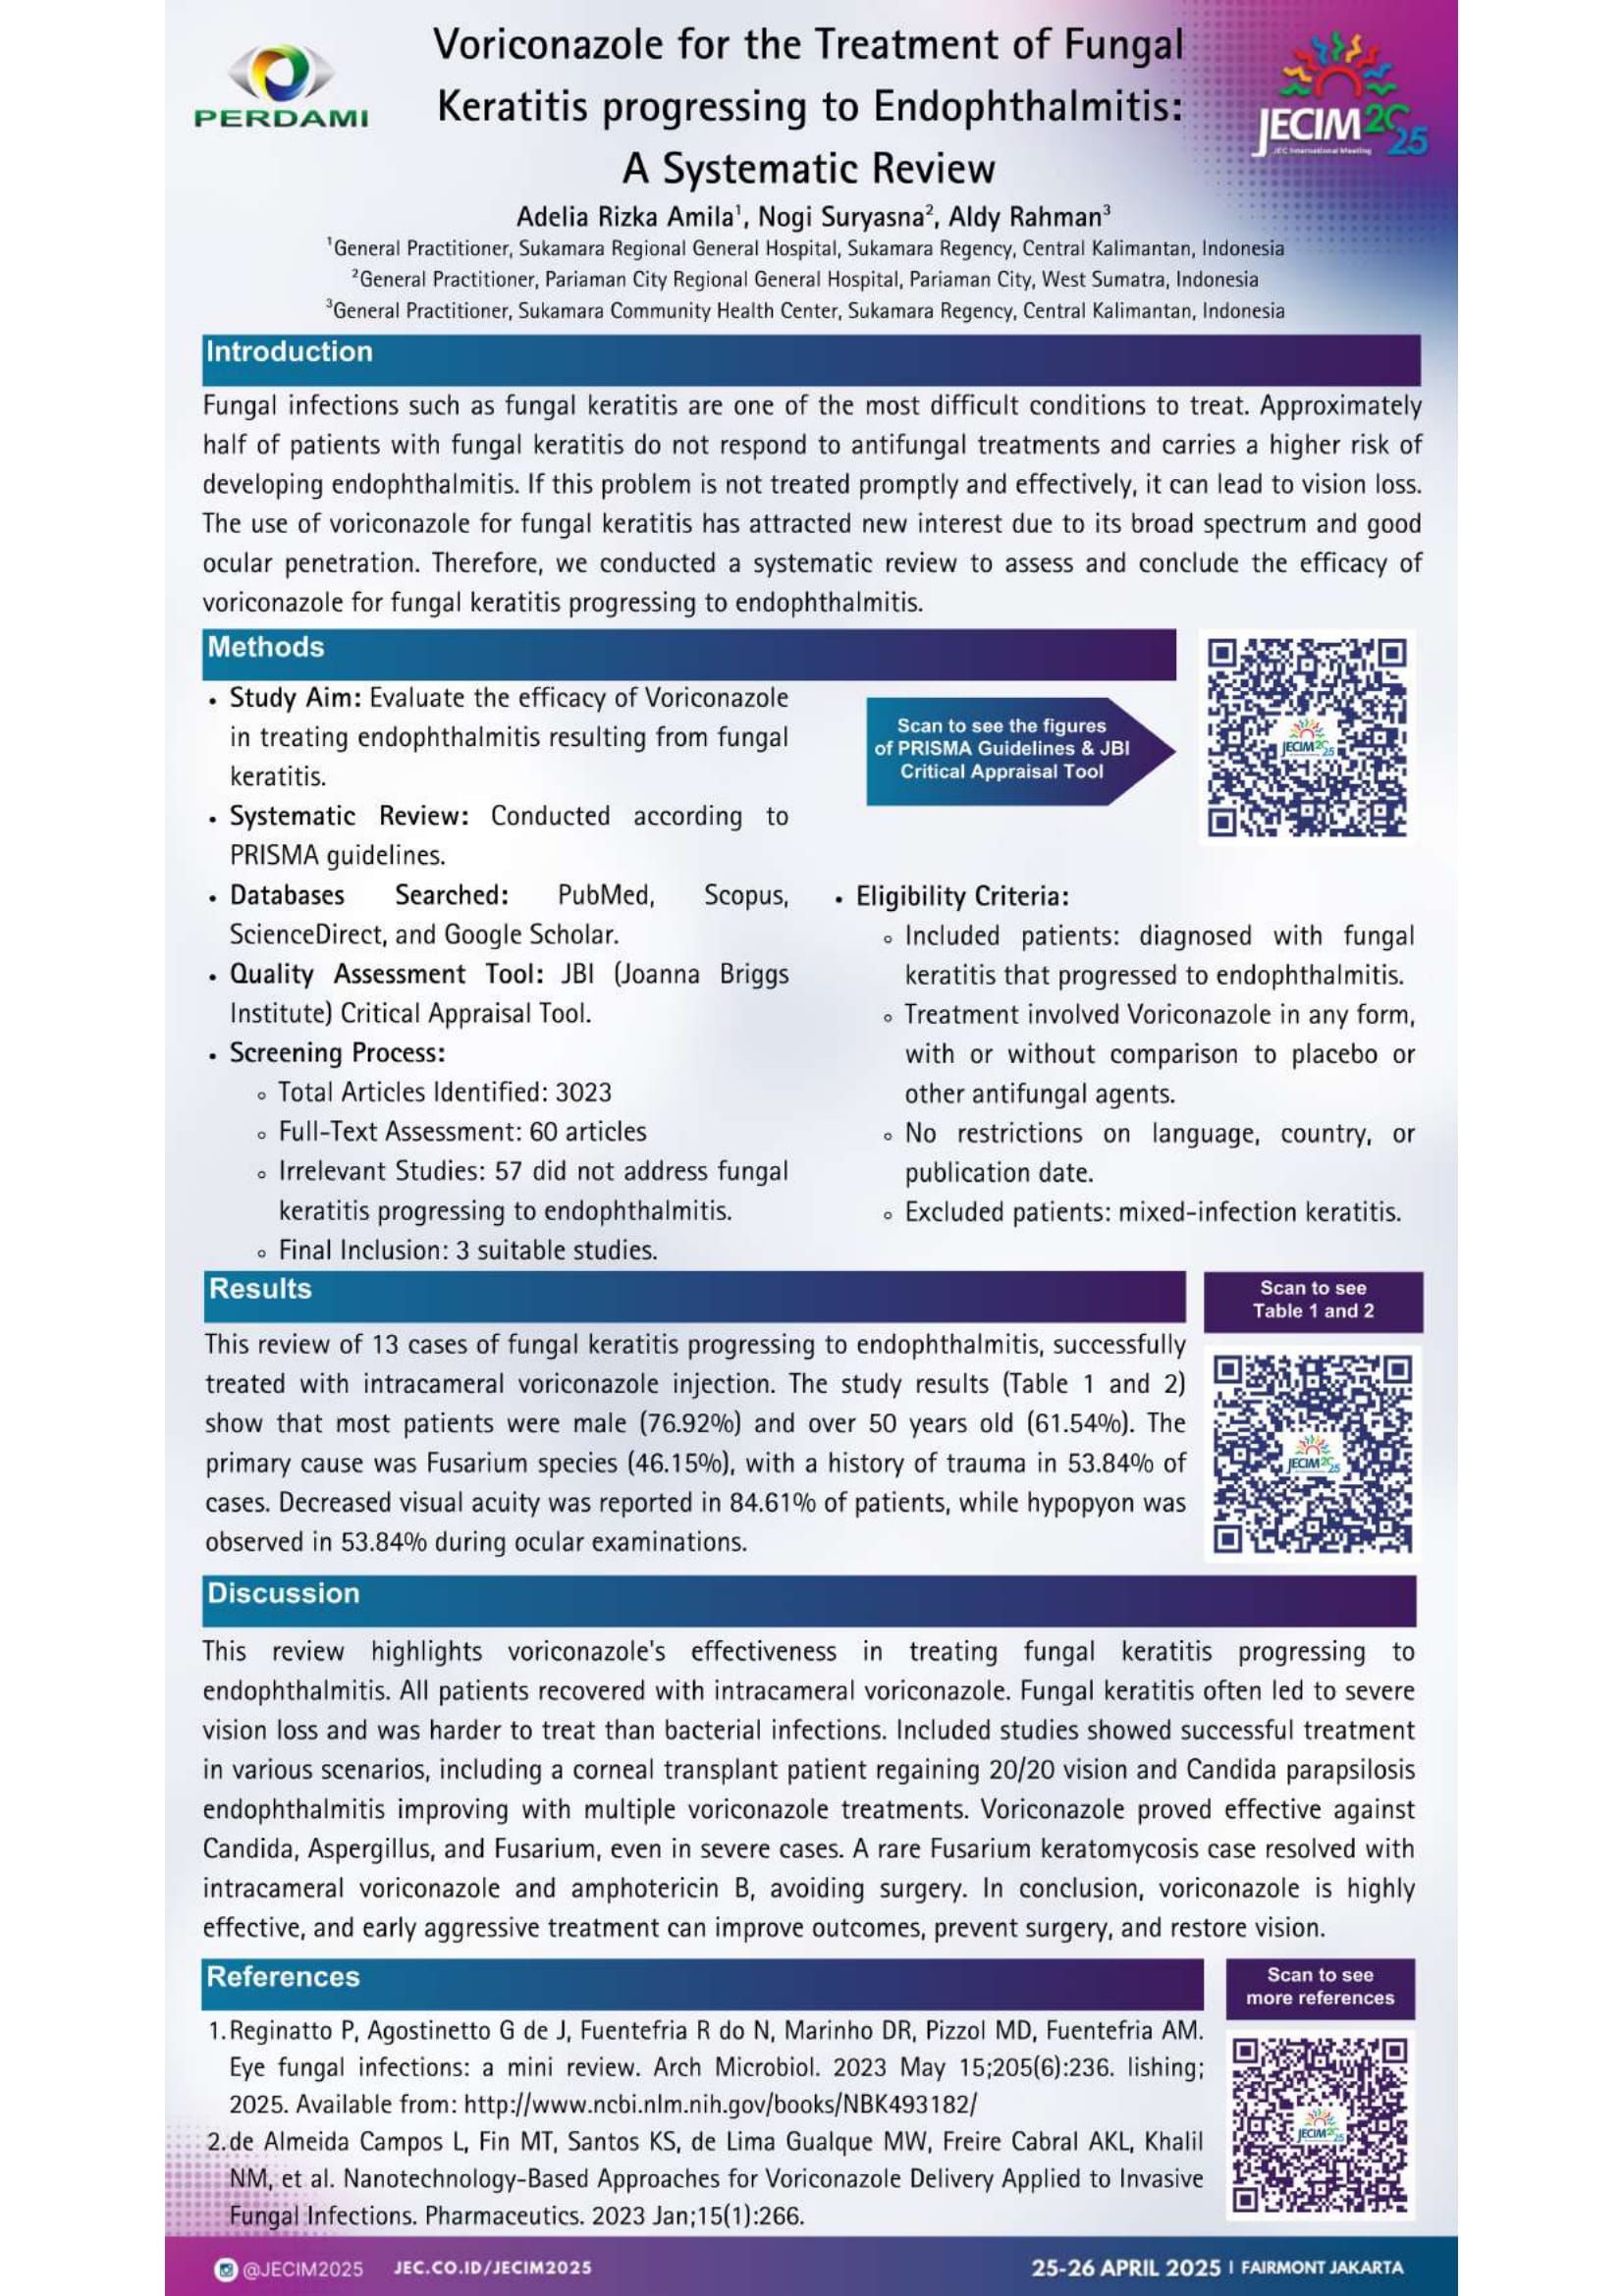 PERDAMI
Voriconazole for the Treatment of Fungal
Keratitis progressing to Endophthalmitis:
A Systematic Review
JECIM 2025
JEC International Meeting
Adelia Rizka Amila¹, Nogi Suryasna², Aldy Rahman³
¹General Practitioner, Sukamara Regional General Hospital, Sukamara Regency, Central Kalimantan, Indonesia
²General Practitioner, Pariaman City Regional General Hospital, Pariaman City, West Sumatra, Indonesia
³General Practitioner, Sukamara Community Health Center, Sukamara Regency, Central Kalimantan, Indonesia
Introduction
Fungal infections such as fungal keratitis are one of the most difficult conditions to treat. Approximately
half of patients with fungal keratitis do not respond to antifungal treatments and carries a higher risk of
developing endophthalmitis. If this problem is not treated promptly and effectively, it can lead to vision loss.
The use of voriconazole for fungal keratitis has attracted new interest due to its broad spectrum and good
ocular penetration. Therefore, we conducted a systematic review to assess and conclude the efficacy of
voriconazole for fungal keratitis progressing to endophthalmitis.
Methods
• Study Aim: Evaluate the efficacy of Voriconazole
in treating endophthalmitis resulting from fungal
keratitis.
• Systematic Review: Conducted according to
PRISMA guidelines.
• Databases Searched: PubMed, Scopus,
ScienceDirect, and Google Scholar.
• Quality Assessment Tool: JBI (Joanna Briggs
Institute) Critical Appraisal Tool.
• Screening Process:
◦ Total Articles Identified: 3023
◦ Full-Text Assessment: 60 articles
◦ Irrelevant Studies: 57 did not address fungal
keratitis progressing to endophthalmitis.
◦ Final Inclusion: 3 suitable studies.
Scan to see the figures
of PRISMA Guidelines & JBI
Critical Appraisal Tool
JECIM 2025
• Eligibility Criteria:
◦ Included patients: diagnosed with fungal
keratitis that progressed to endophthalmitis.
◦ Treatment involved Voriconazole in any form,
with or without comparison to placebo or
other antifungal agents.
◦ No restrictions on language, country, or
publication date.
◦ Excluded patients: mixed-infection keratitis.
Results
This review of 13 cases of fungal keratitis progressing to endophthalmitis, successfully
treated with intracameral voriconazole injection. The study results (Table 1 and 2)
show that most patients were male (76.92%) and over 50 years old (61.54%). The
primary cause was Fusarium species (46.15%), with a history of trauma in 53.84% of
cases. Decreased visual acuity was reported in 84.61% of patients, while hypopyon was
observed in 53.84% during ocular examinations.
Scan to see
Table 1 and 2
JECIM 2025
Discussion
This review highlights voriconazole's effectiveness in treating fungal keratitis progressing to
endophthalmitis. All patients recovered with intracameral voriconazole. Fungal keratitis often led to severe
vision loss and was harder to treat than bacterial infections. Included studies showed successful treatment
in various scenarios, including a corneal transplant patient regaining 20/20 vision and Candida parapsilosis
endophthalmitis improving with multiple voriconazole treatments. Voriconazole proved effective against
Candida, Aspergillus, and Fusarium, even in severe cases. A rare Fusarium keratomycosis case resolved with
intracameral voriconazole and amphotericin B, avoiding surgery. In conclusion, voriconazole is highly
effective, and early aggressive treatment can improve outcomes, prevent surgery, and restore vision.
References
1. Reginatto P, Agostinetto G de J, Fuentefria R do N, Marinho DR, Pizzol MD, Fuentefria AM.
Eye fungal infections: a mini review. Arch Microbiol. 2023 May 15;205(6):236. lishing;
2025. Available from: http://www.ncbi.nlm.nih.gov/books/NBK493182/
2. de Almeida Campos L, Fin MT, Santos KS, de Lima Gualque MW, Freire Cabral AKL, Khalil
NM, et al. Nanotechnology-Based Approaches for Voriconazole Delivery Applied to Invasive
Fungal Infections. Pharmaceutics. 2023 Jan;15(1):266.
Scan to see
more references
JECIM 2025
@JECIM2025 JEC.CO.ID/JECIM2025
25-26 APRIL 2025 | FAIRMONT JAKARTA